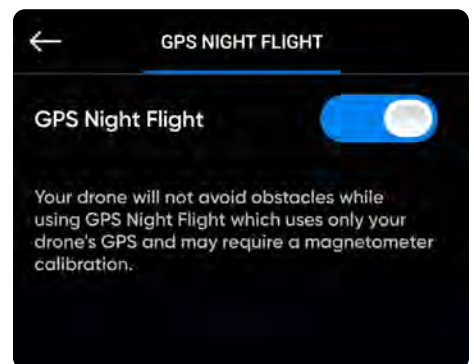 GPS NIGHT FLIGHT
GPS Night Flight
Your drone will not avoid obstacles while
using GPS Night Flight which uses only your
drone's GPS and may require a magnetometer
calibration.